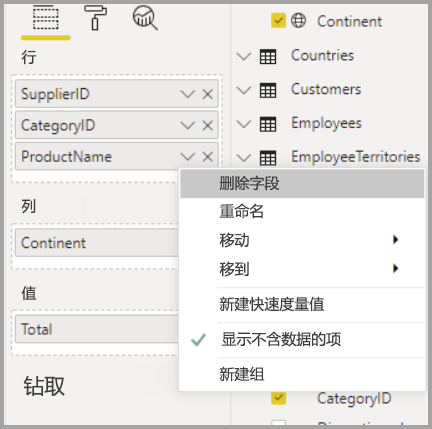 行
SupplierID
CategoryID
ProductName
列
Continent
值
Total
钻取
Continent
Countries
Customers
Employees
EmployeeTerritories
删除字段
重命名
移动
移到
新建快速度量值
显示不含数据的项
新建组
CategoryID